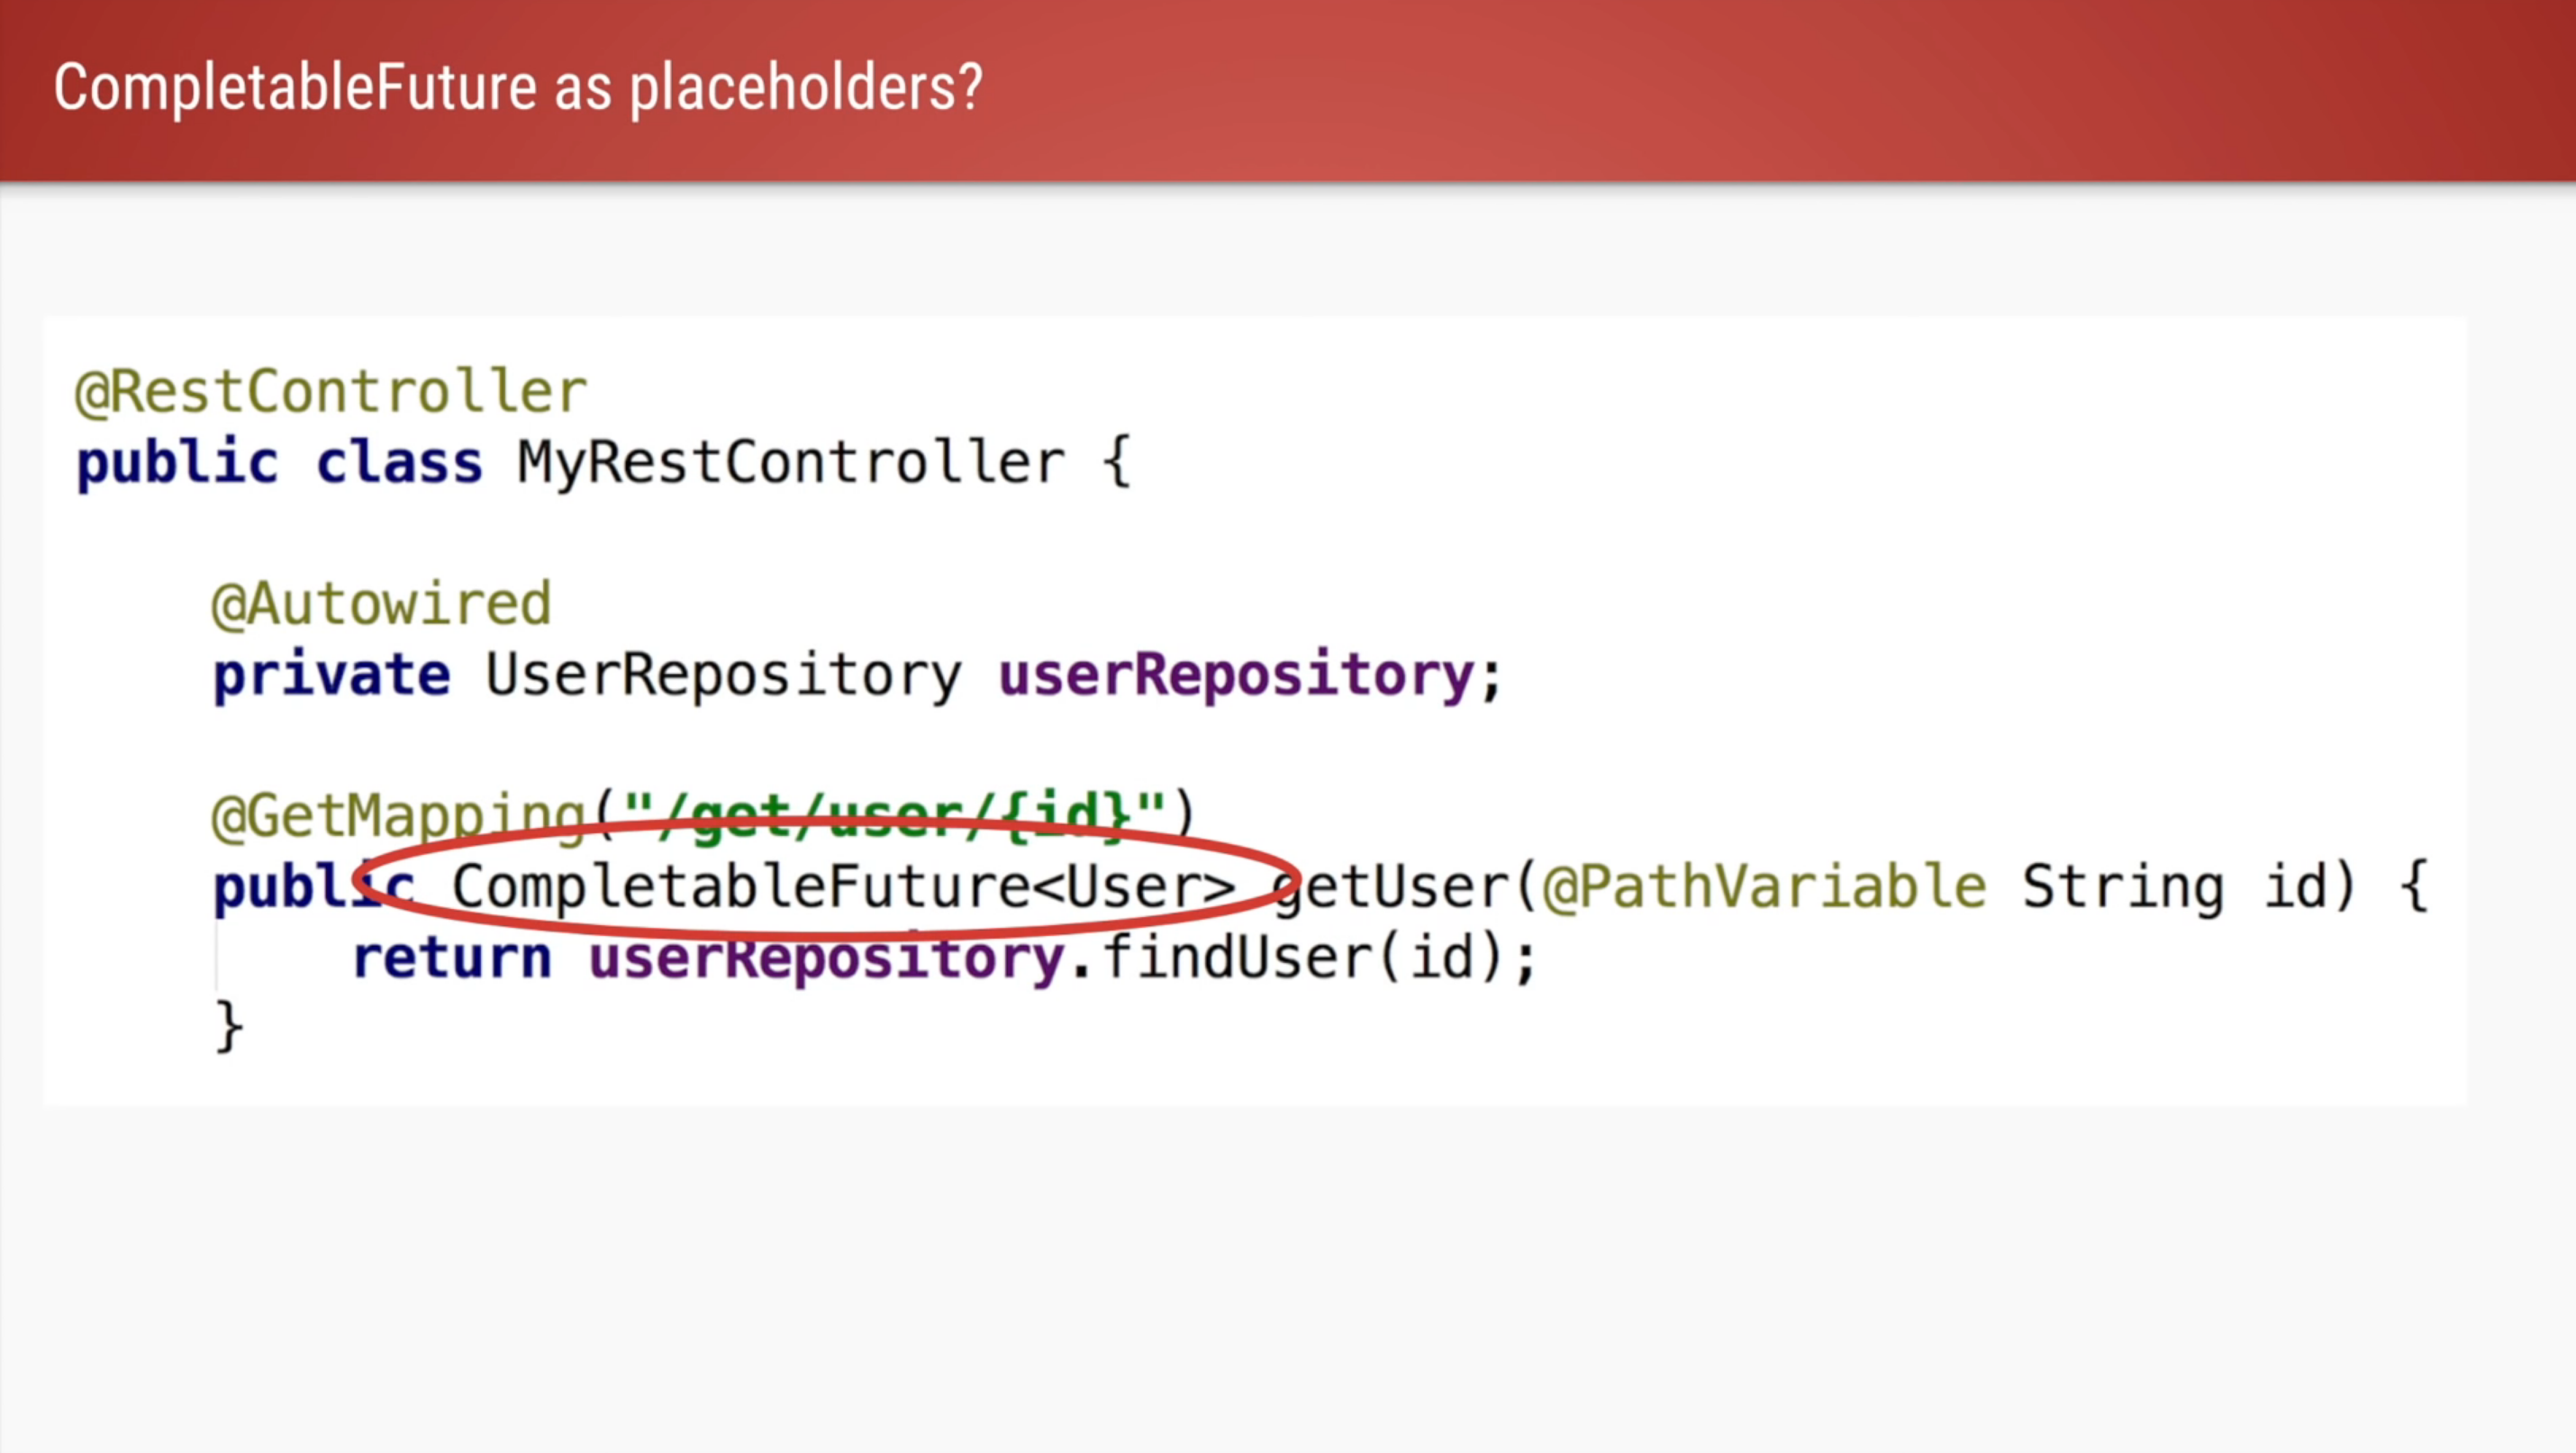 CompletableFuture as placeholders?
@RestController
public class MyRestController {
@Autowired
private UserRepository userRepository;
@GetMapping("/get/user/{id}")
public CompletableFuture<User> getUser(@PathVariable String id) {
return userRepository.findUser(id);
}